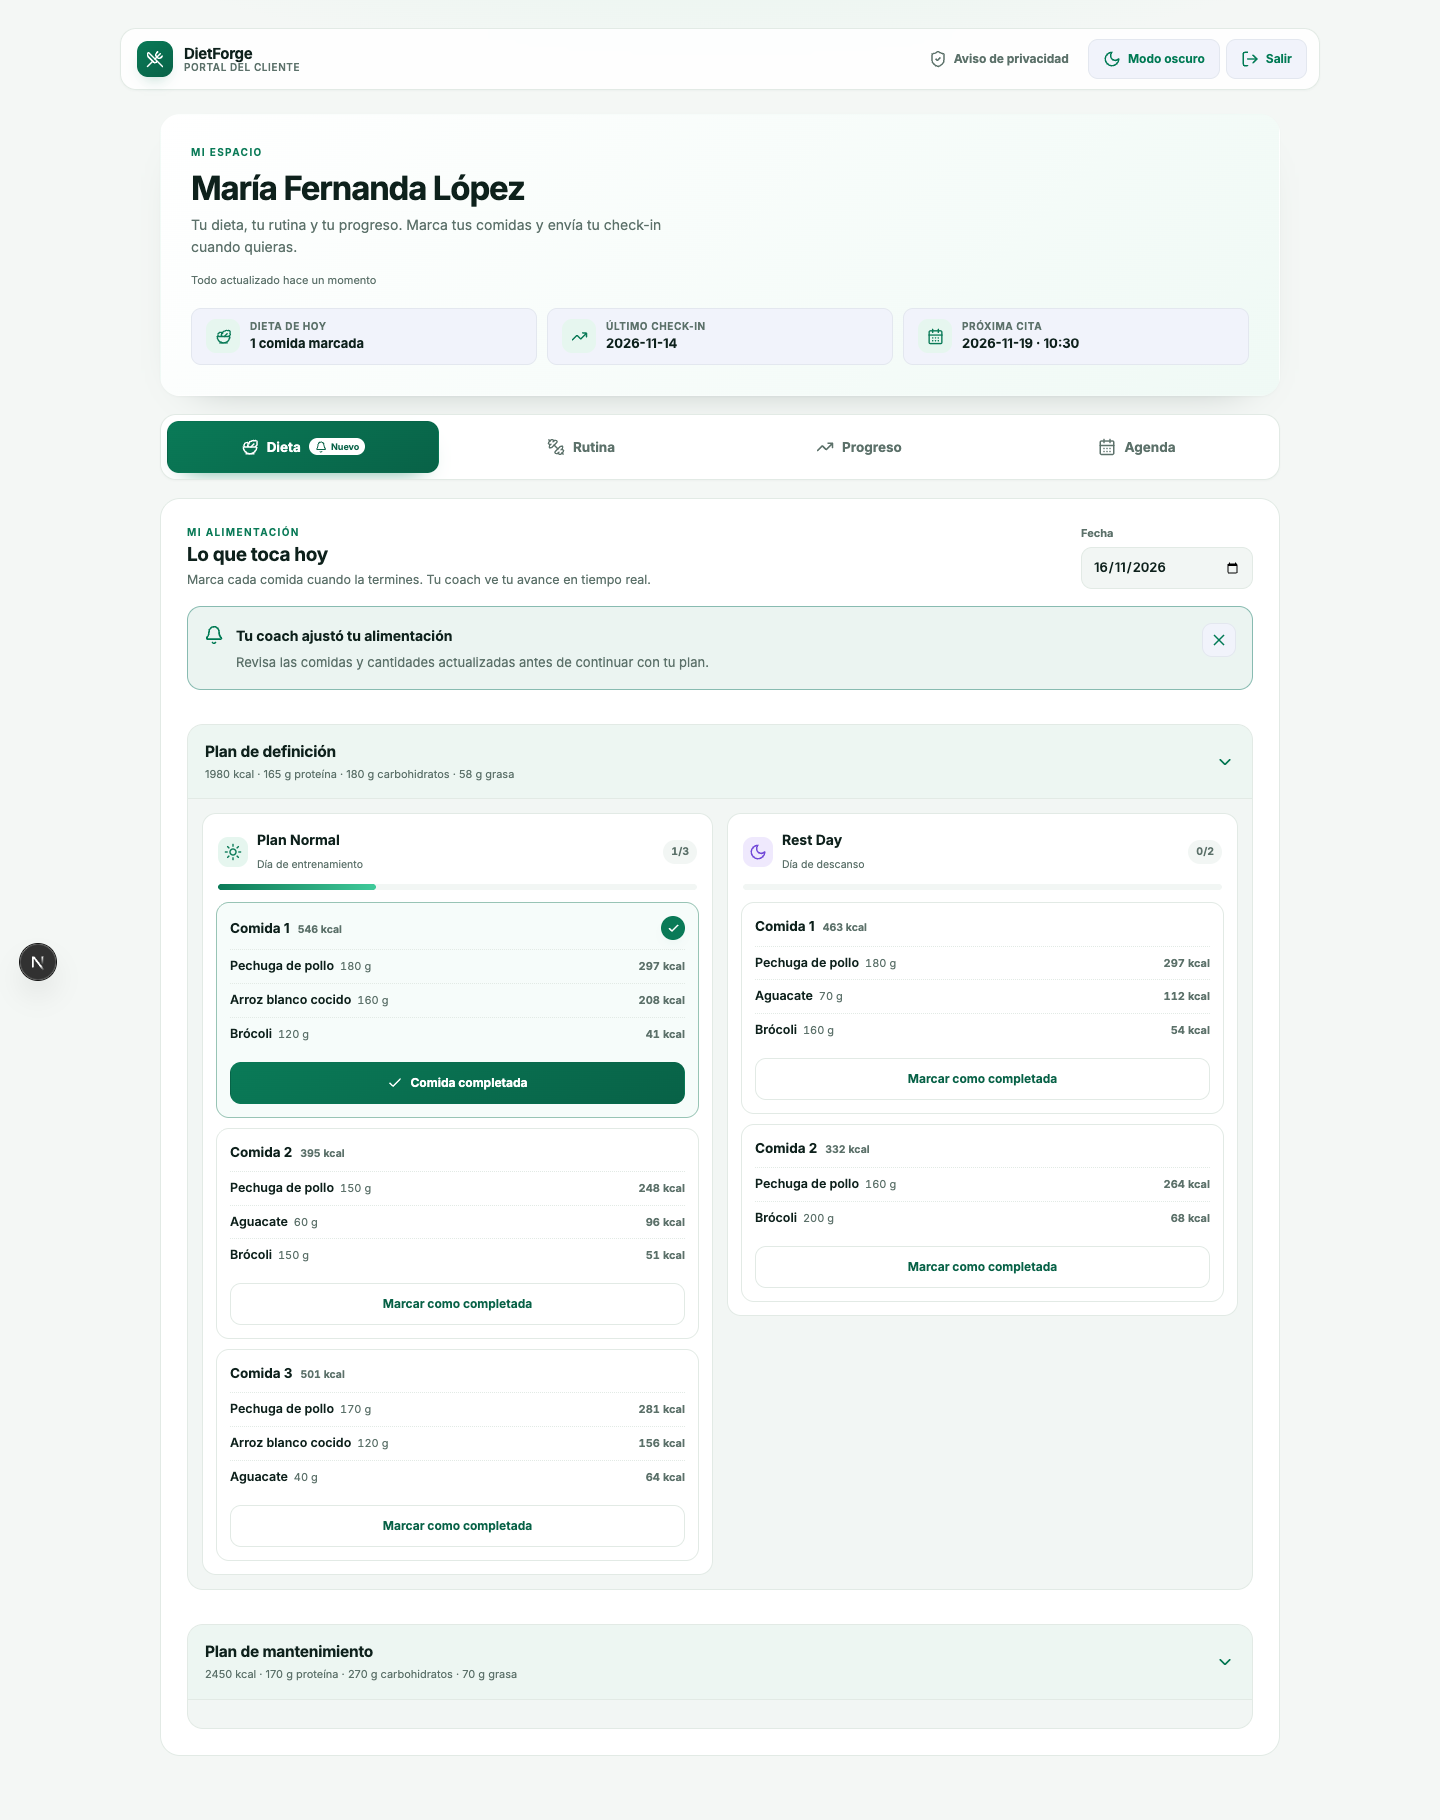 DietForge
PORTAL DEL CLIENTE
Aviso de privacidad
Modo oscuro
Salir
MI ESPACIO
María Fernanda López
Tu dieta, tu rutina y tu progreso. Marca tus comidas y envía tu check-in
cuando quieras.
Todo actualizado hace un momento
DIETA DE HOY
1 comida marcada
ÚLTIMO CHECK-IN
2026-11-14
PRÓXIMA CITA
2026-11-19 · 10:30
Dieta
Nuevo
Rutina
Progreso
Agenda
MI ALIMENTACIÓN
Lo que toca hoy
Marca cada comida cuando la termines. Tu coach ve tu avance en tiempo real.
Fecha
16/11/2026
Tu coach ajustó tu alimentación
Revisa las comidas y cantidades actualizadas antes de continuar con tu plan.
Plan de definición
1980 kcal · 165 g proteína · 180 g carbohidratos · 58 g grasa
Plan Normal
Día de entrenamiento
1/3
Comida 1 546 kcal
Pechuga de pollo 180 g 297 kcal
Arroz blanco cocido 160 g 208 kcal
Brócoli 120 g 41 kcal
Comida completada
Comida 2 395 kcal
Pechuga de pollo 150 g 248 kcal
Aguacate 60 g 96 kcal
Brócoli 150 g 51 kcal
Marcar como completada
Comida 3 501 kcal
Pechuga de pollo 170 g 281 kcal
Arroz blanco cocido 120 g 156 kcal
Aguacate 40 g 64 kcal
Marcar como completada
Rest Day
Día de descanso
0/2
Comida 1 463 kcal
Pechuga de pollo 180 g 297 kcal
Aguacate 70 g 112 kcal
Brócoli 160 g 54 kcal
Marcar como completada
Comida 2 332 kcal
Pechuga de pollo 160 g 264 kcal
Brócoli 200 g 68 kcal
Marcar como completada
N
Plan de mantenimiento
2450 kcal · 170 g proteína · 270 g carbohidratos · 70 g grasa